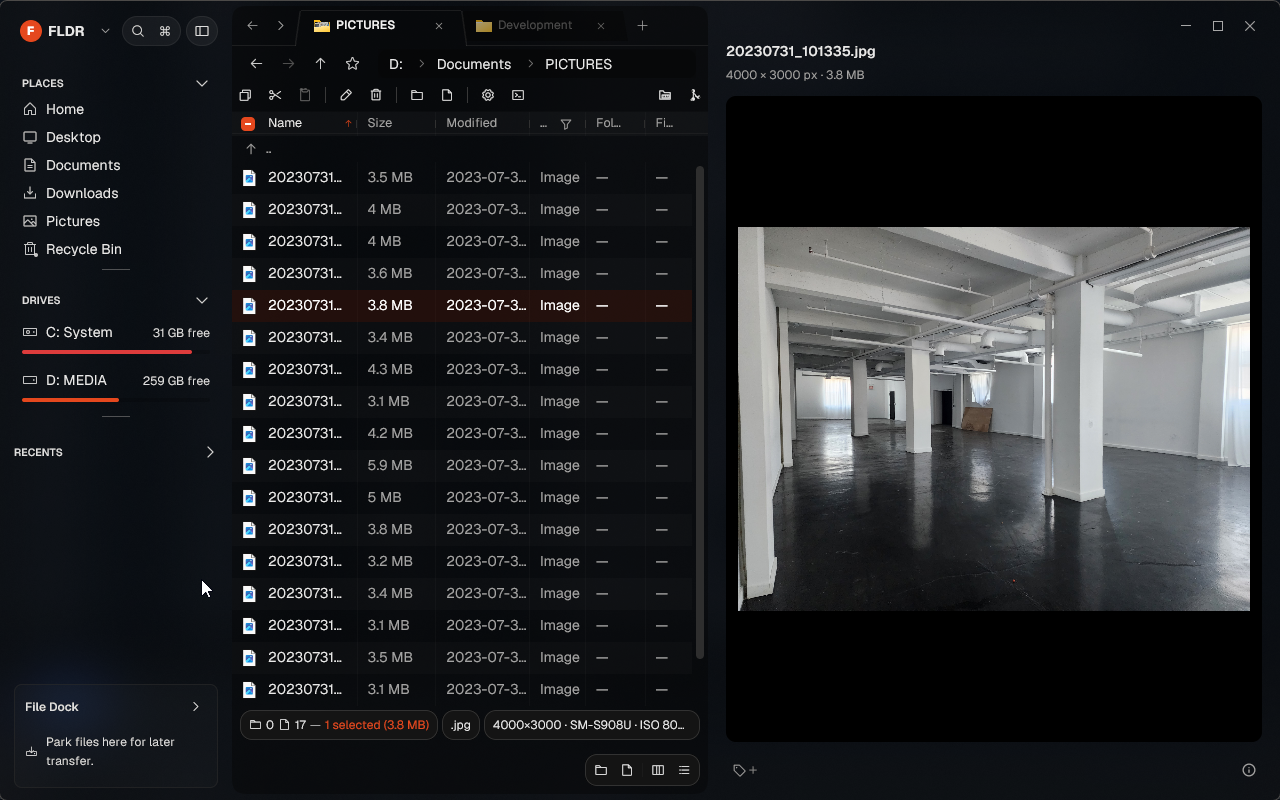 FLDR
PICTURES
Development
PLACES
Home
Desktop
Documents
Downloads
Pictures
Recycle Bin
DRIVES
C: System 31 GB free
D: MEDIA 259 GB free
RECENTS
File Dock
Park files here for later
transfer.
D: Documents PICTURES
Name Size Modified ... Fol... Fi...
..
20230731... 3.5 MB 2023-07-3... Image —
20230731... 4 MB 2023-07-3... Image — —
20230731... 4 MB 2023-07-3... Image — —
20230731... 3.6 MB 2023-07-3... Image — —
20230731... 3.8 MB 2023-07-3... Image — —
20230731... 3.4 MB 2023-07-3... Image — —
20230731... 4.3 MB 2023-07-3... Image — —
20230731... 3.1 MB 2023-07-3... Image — —
20230731... 4.2 MB 2023-07-3... Image — —
20230731... 5.9 MB 2023-07-3... Image — —
20230731... 5 MB 2023-07-3... Image — —
20230731... 3.8 MB 2023-07-3... Image — —
20230731... 3.2 MB 2023-07-3... Image — —
20230731... 3.4 MB 2023-07-3... Image — —
20230731... 3.1 MB 2023-07-3... Image — —
20230731... 3.5 MB 2023-07-3... Image — —
20230731... 3.1 MB 2023-07-3... Image — —
0 17 — 1 selected (3.8 MB) .jpg 4000×3000 · SM-S908U · ISO 80...
20230731_101335.jpg
4000 × 3000 px · 3.8 MB